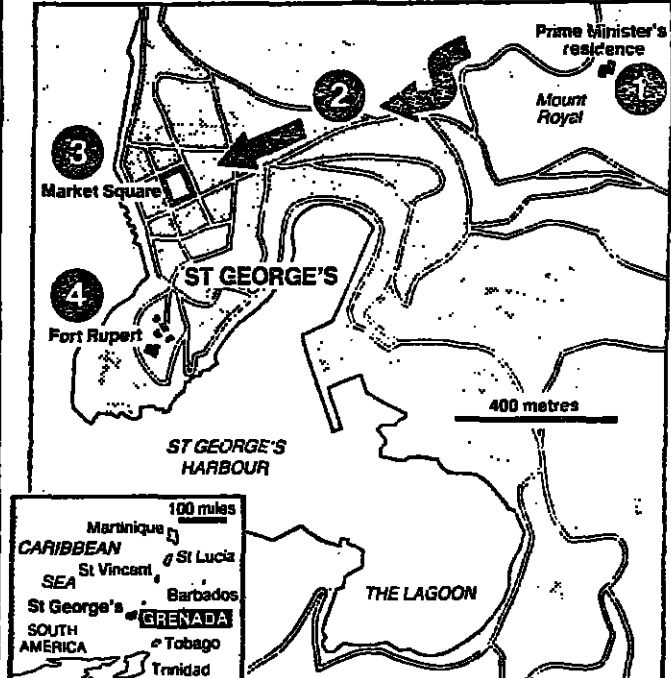 Prime Minister's
residence
1
Mount
Royal
2
3
Market Square
ST GEORGE'S
4
Fort Rupert
400 metres
ST GEORGE'S
HARBOUR
THE LAGOON
100 miles
Martinique
CARIBBEAN
SEA
St Lucia
St Vincent
Barbados
St George's
GRENADA
SOUTH
AMERICA
Tobago
Trinidad